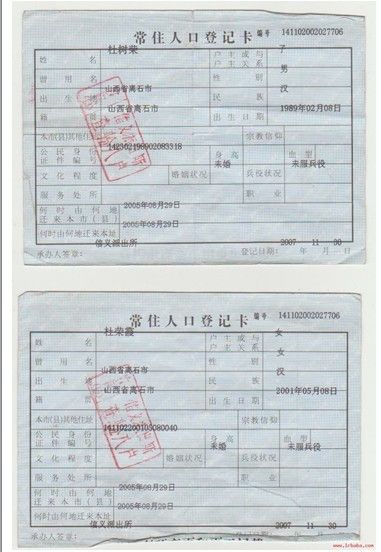 常住人口登记卡 编号 141102002027706
姓名 杜树荣 户主或与户主关系 子
曾用名 性别 男
出生地 山西省离石市 民族 汉
籍贯 山西省离石市 出生日期 1989年02月08日
本市(县)其他住址 宗教信仰
公民身份证件编号 142302198902083318 身高 未婚 血型 未服兵役
文化程度 婚姻状况 兵役状况
服务处所 职业
何时由何地迁来本市(县) 2005年08月29日
何时由何地迁来本址 2005年08月29日
信义派出所 2007 11 30
承办人签章: 登记日期: 年 月 日
常住人口登记卡 编号 141102002027706
姓名 杜荣霞 户主或与户主关系 女
曾用名 性别 女
出生地 山西省离石市 民族 汉
籍贯 山西省离石市 出生日期 2001年05月08日
本市(县)其他住址 宗教信仰
公民身份证件编号 141102200105080040 身高 未婚 血型 未服兵役
文化程度 婚姻状况 兵役状况
服务处所 职业
何时由何地迁来本市(县) 2005年08月29日
何时由何地迁来本址 2005年08月29日
信义派出所 2007 11 30
承办人签章: 登记日期: 年 月 日